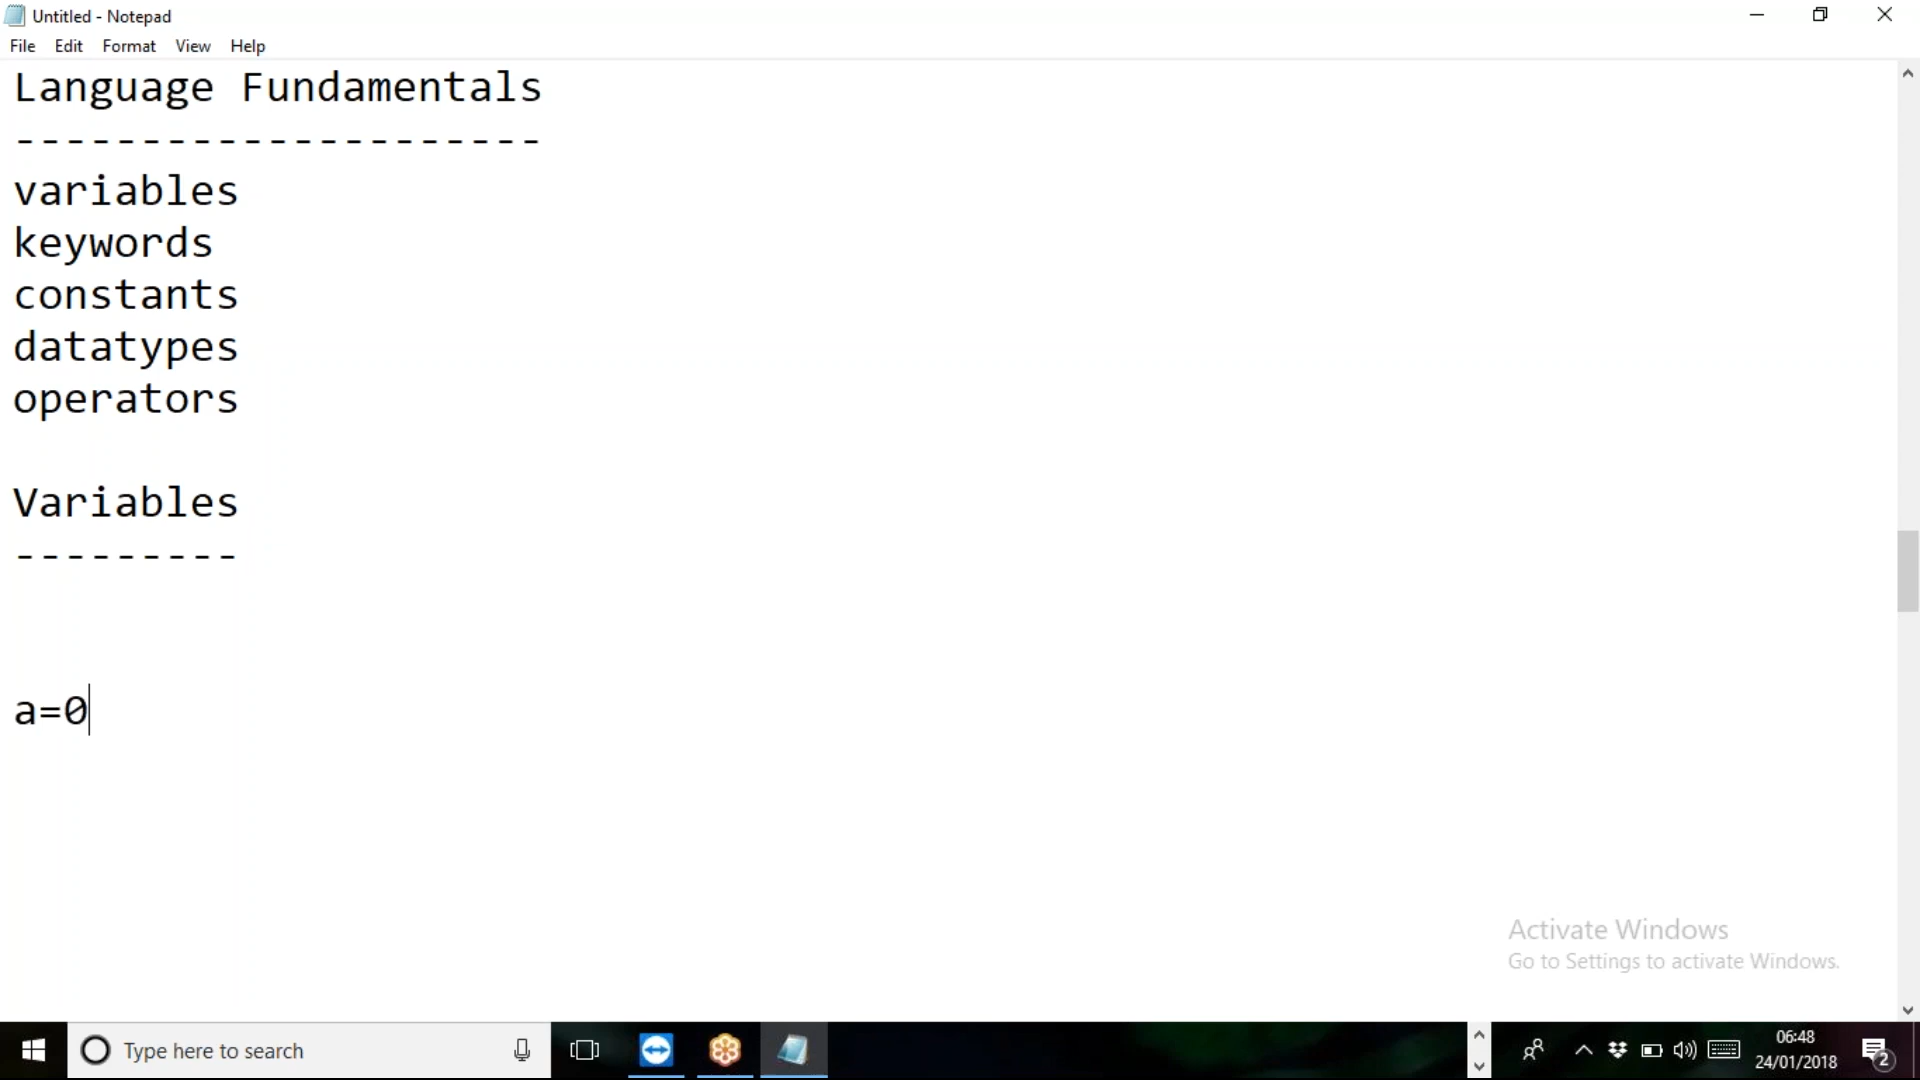 Untitled - Notepad
File Edit Format View Help
Language Fundamentals
---------------------
variables
keywords
constants
datatypes
operators
Variables
---------
a=0
Activate Windows
Go to Settings to activate Windows.
Type here to search
06:48
24/01/2018
2